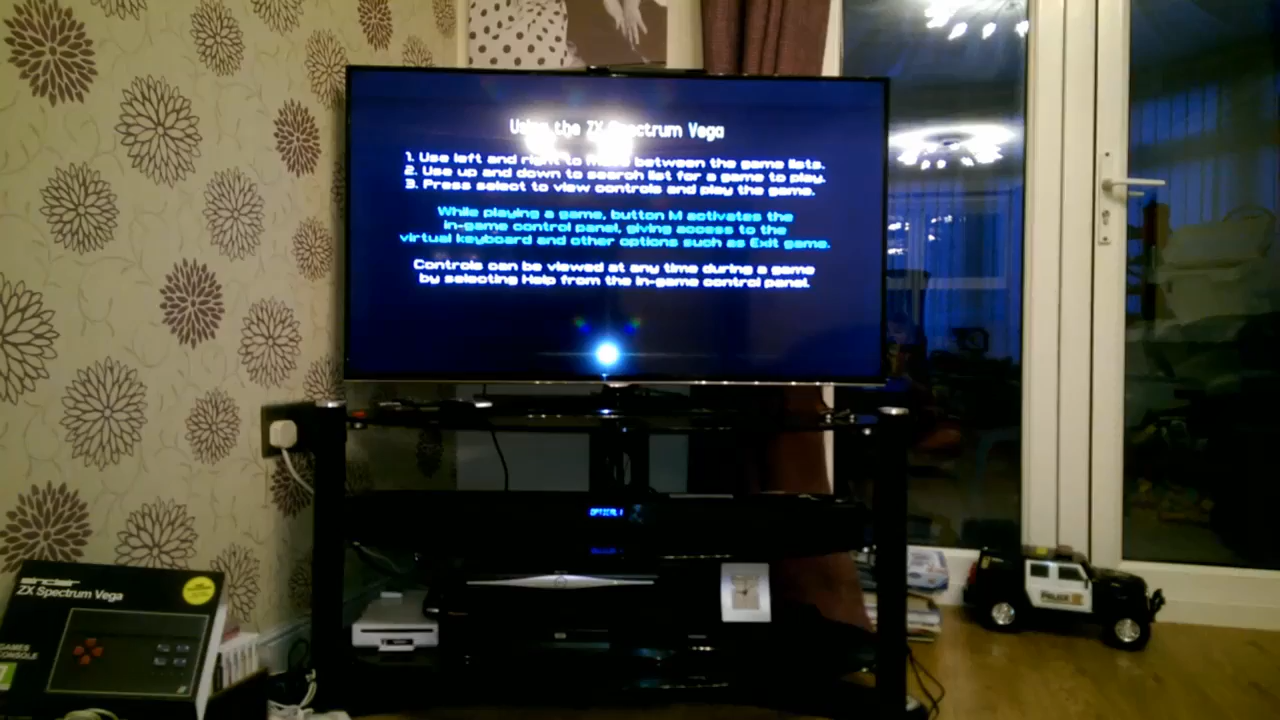 Using the ZX Spectrum Vega
1. Use left and right to move between the game lists.
2. Use up and down to search list for a game to play.
3. Press select to view controls and play the game.
While playing a game, button M activates the
in-game control panel, giving access to the
virtual keyboard and other options such as Exit game.
Controls can be viewed at any time during a game
by selecting Help from the in-game control panel.
OPTICAL
sinclair
ZX Spectrum Vega
GAMES
CONSOLE
POLICE